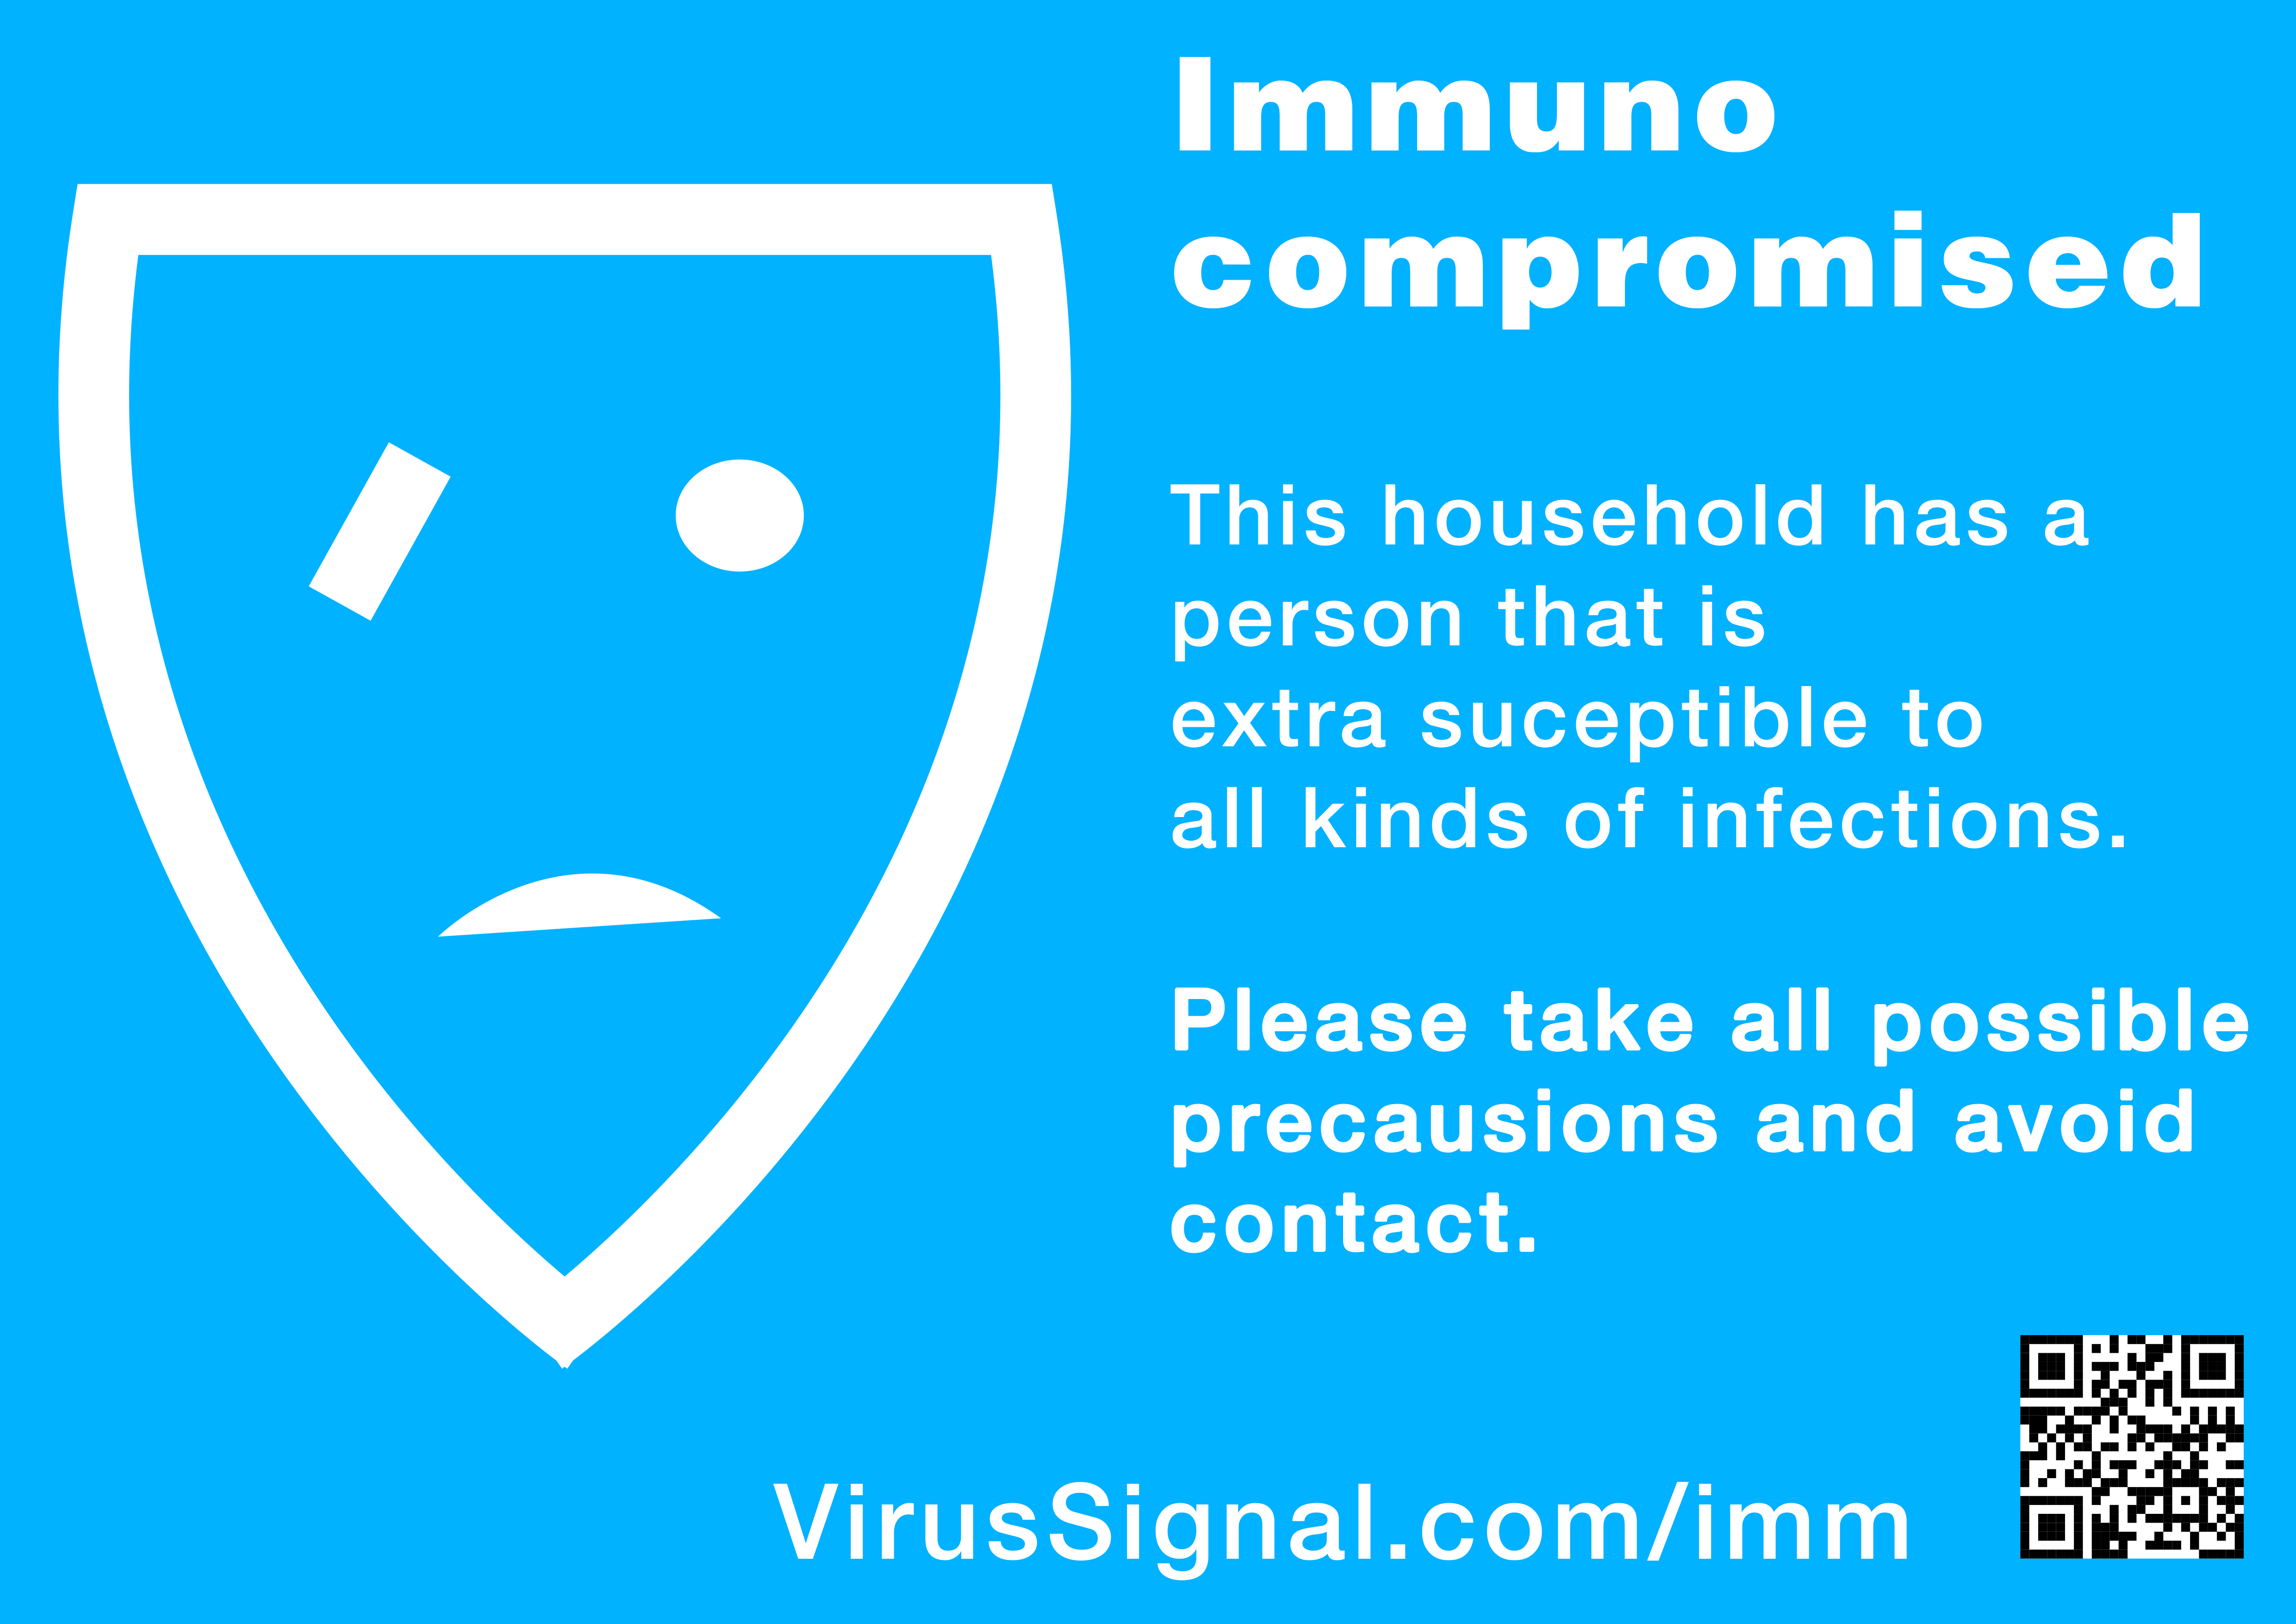 Immuno
compromised
This household has a
person that is
extra suceptible to
all kinds of infections.
Please take all possible
precausions and avoid
contact.
VirusSignal.com/imm